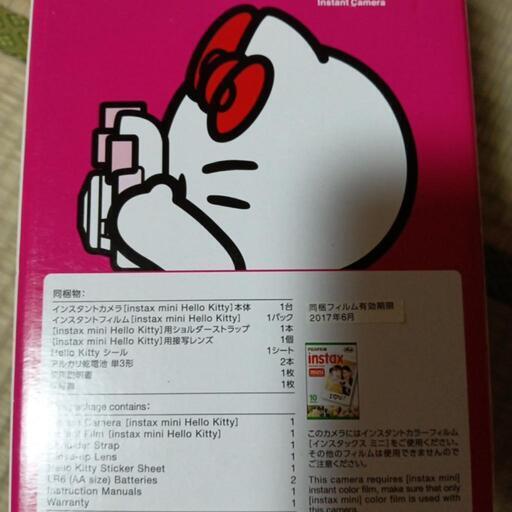 Instant Camera
同梱物:
インスタントカメラ[instax mini Hello Kitty]本体 1台
インスタントフィルム[instax mini Hello Kitty] 1パック
[instax mini Hello Kitty]用ショルダーストラップ 1本
[instax mini Hello Kitty]用接写レンズ 1個
Hello Kitty シール 1シート
アルカリ乾電池 単3形 2本
説明書 1枚
1枚
package contains:
Camera [instax mini Hello Kitty] 1
Film [instax mini Hello Kitty] 1
Strap 1
Lens 1
Hello Kitty Sticker Sheet 1
LR6 (AA size) Batteries 2
Instruction Manuals 1
Warranty 1
同梱フィルム有効期限
2017年6月
FUJIFILM
instax
mini
10
このカメラにはインスタントカラーフィルム
[インスタックス ミニ]をご使用ください。
その他のフィルムは使用できませんので
ご注意ください。
This camera requires [instax mini]
instant color film, make sure that only
[instax mini] color film is used with
this camera.